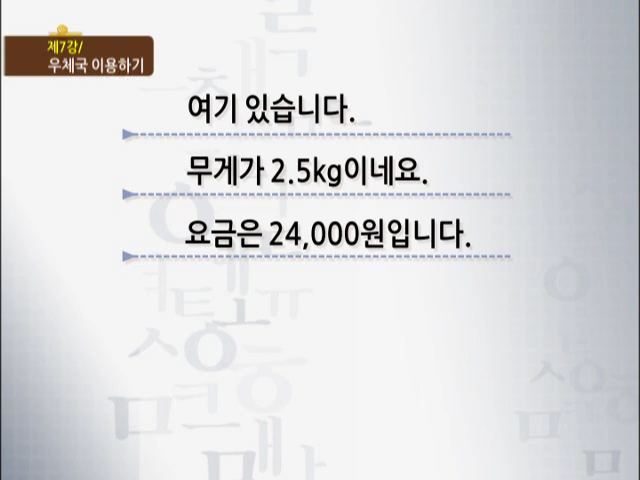 제7강/
우체국 이용하기
여기 있습니다.
무게가 2.5kg이네요.
요금은 24,000원입니다.